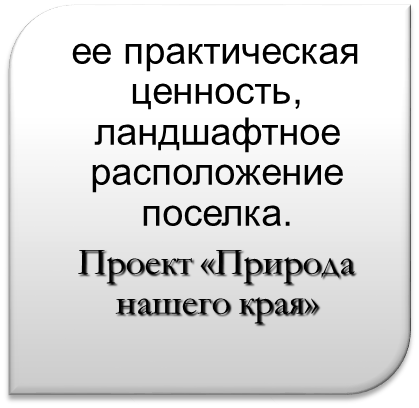 ее практическая
ценность,
ландшафтное
расположение
поселка.
Проект «Природа
нашего края»